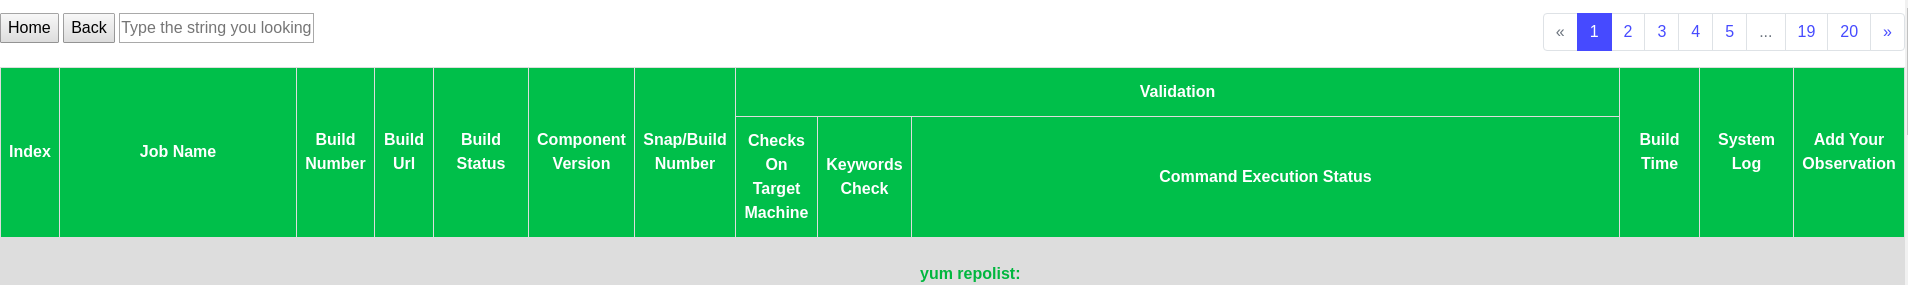 Home Back Type the string you looking
« 1 2 3 4 5 ... 19 20 »
Validation
Index
Job Name
Build
Number
Build
Url
Build
Status
Component
Version
Snap/Build
Number
Checks
On
Target
Machine
Keywords
Check
Command Execution Status
Build
Time
System
Log
Add Your
Observation
yum repolist: